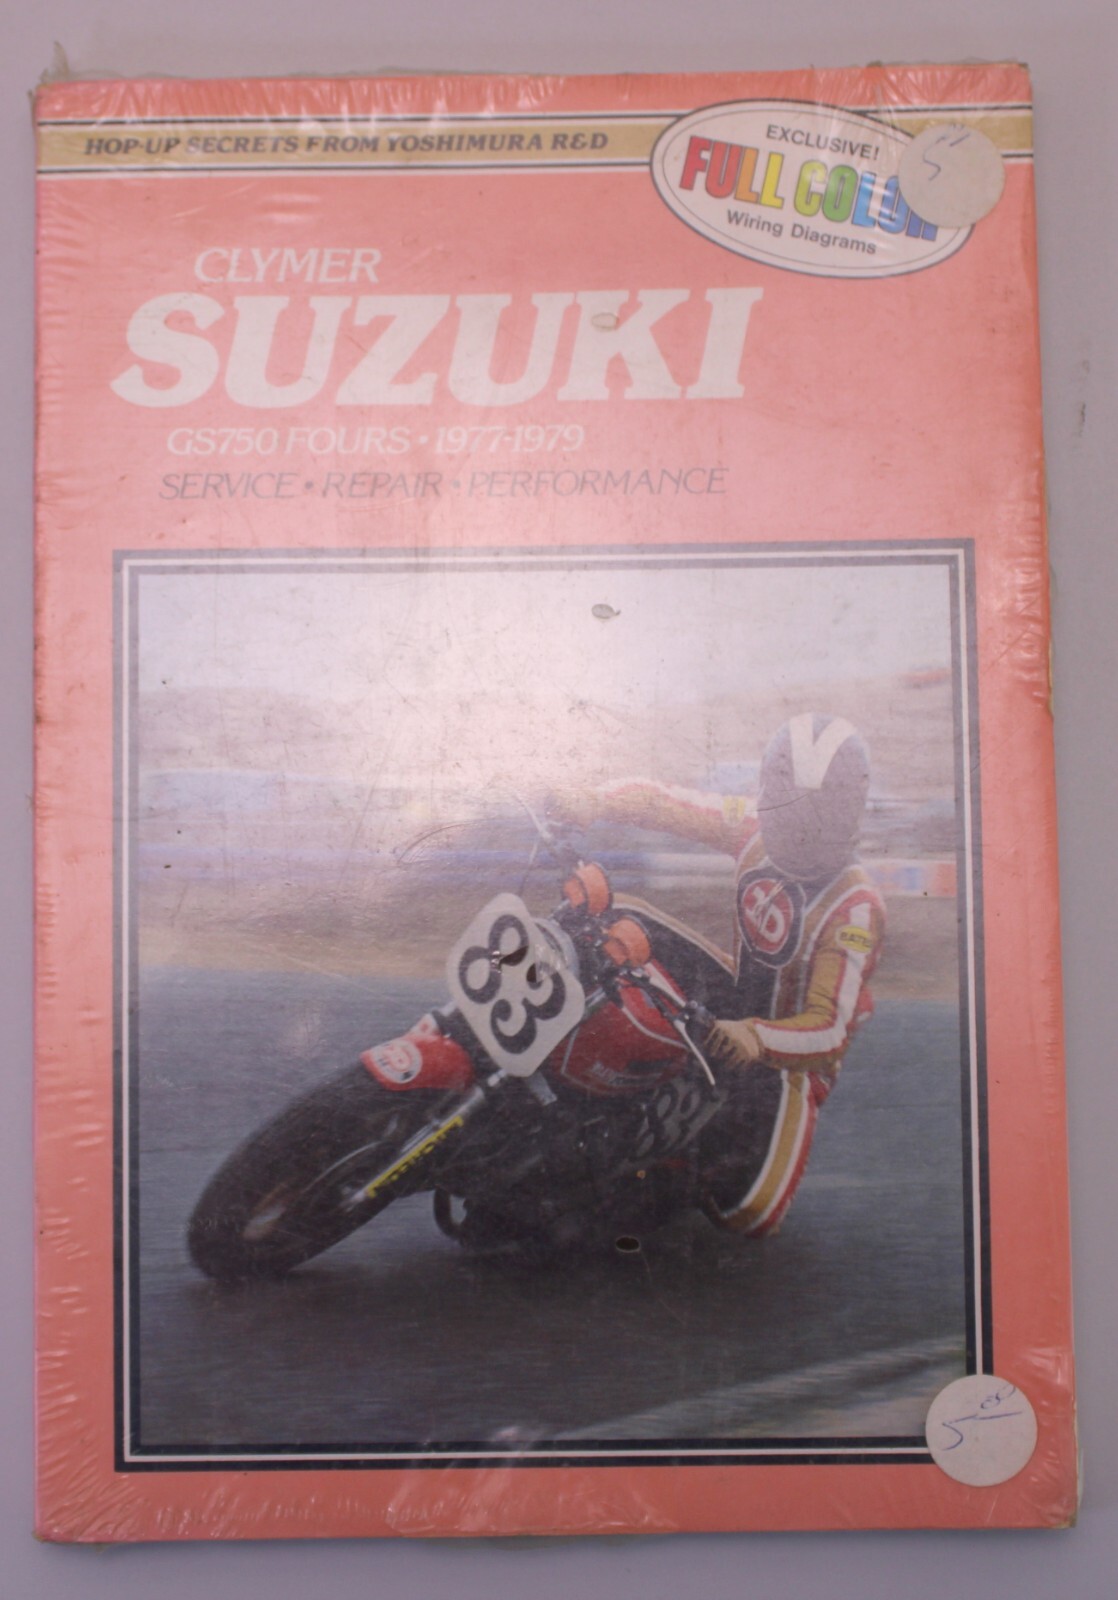 HOP-UP SECRETS FROM YOSHIMURA R&D
EXCLUSIVE!
FULL COLOR
Wiring Diagrams
CLYMER
SUZUKI
GS750 FOURS • 1977-1979
SERVICE • REPAIR • PERFORMANCE
83
5